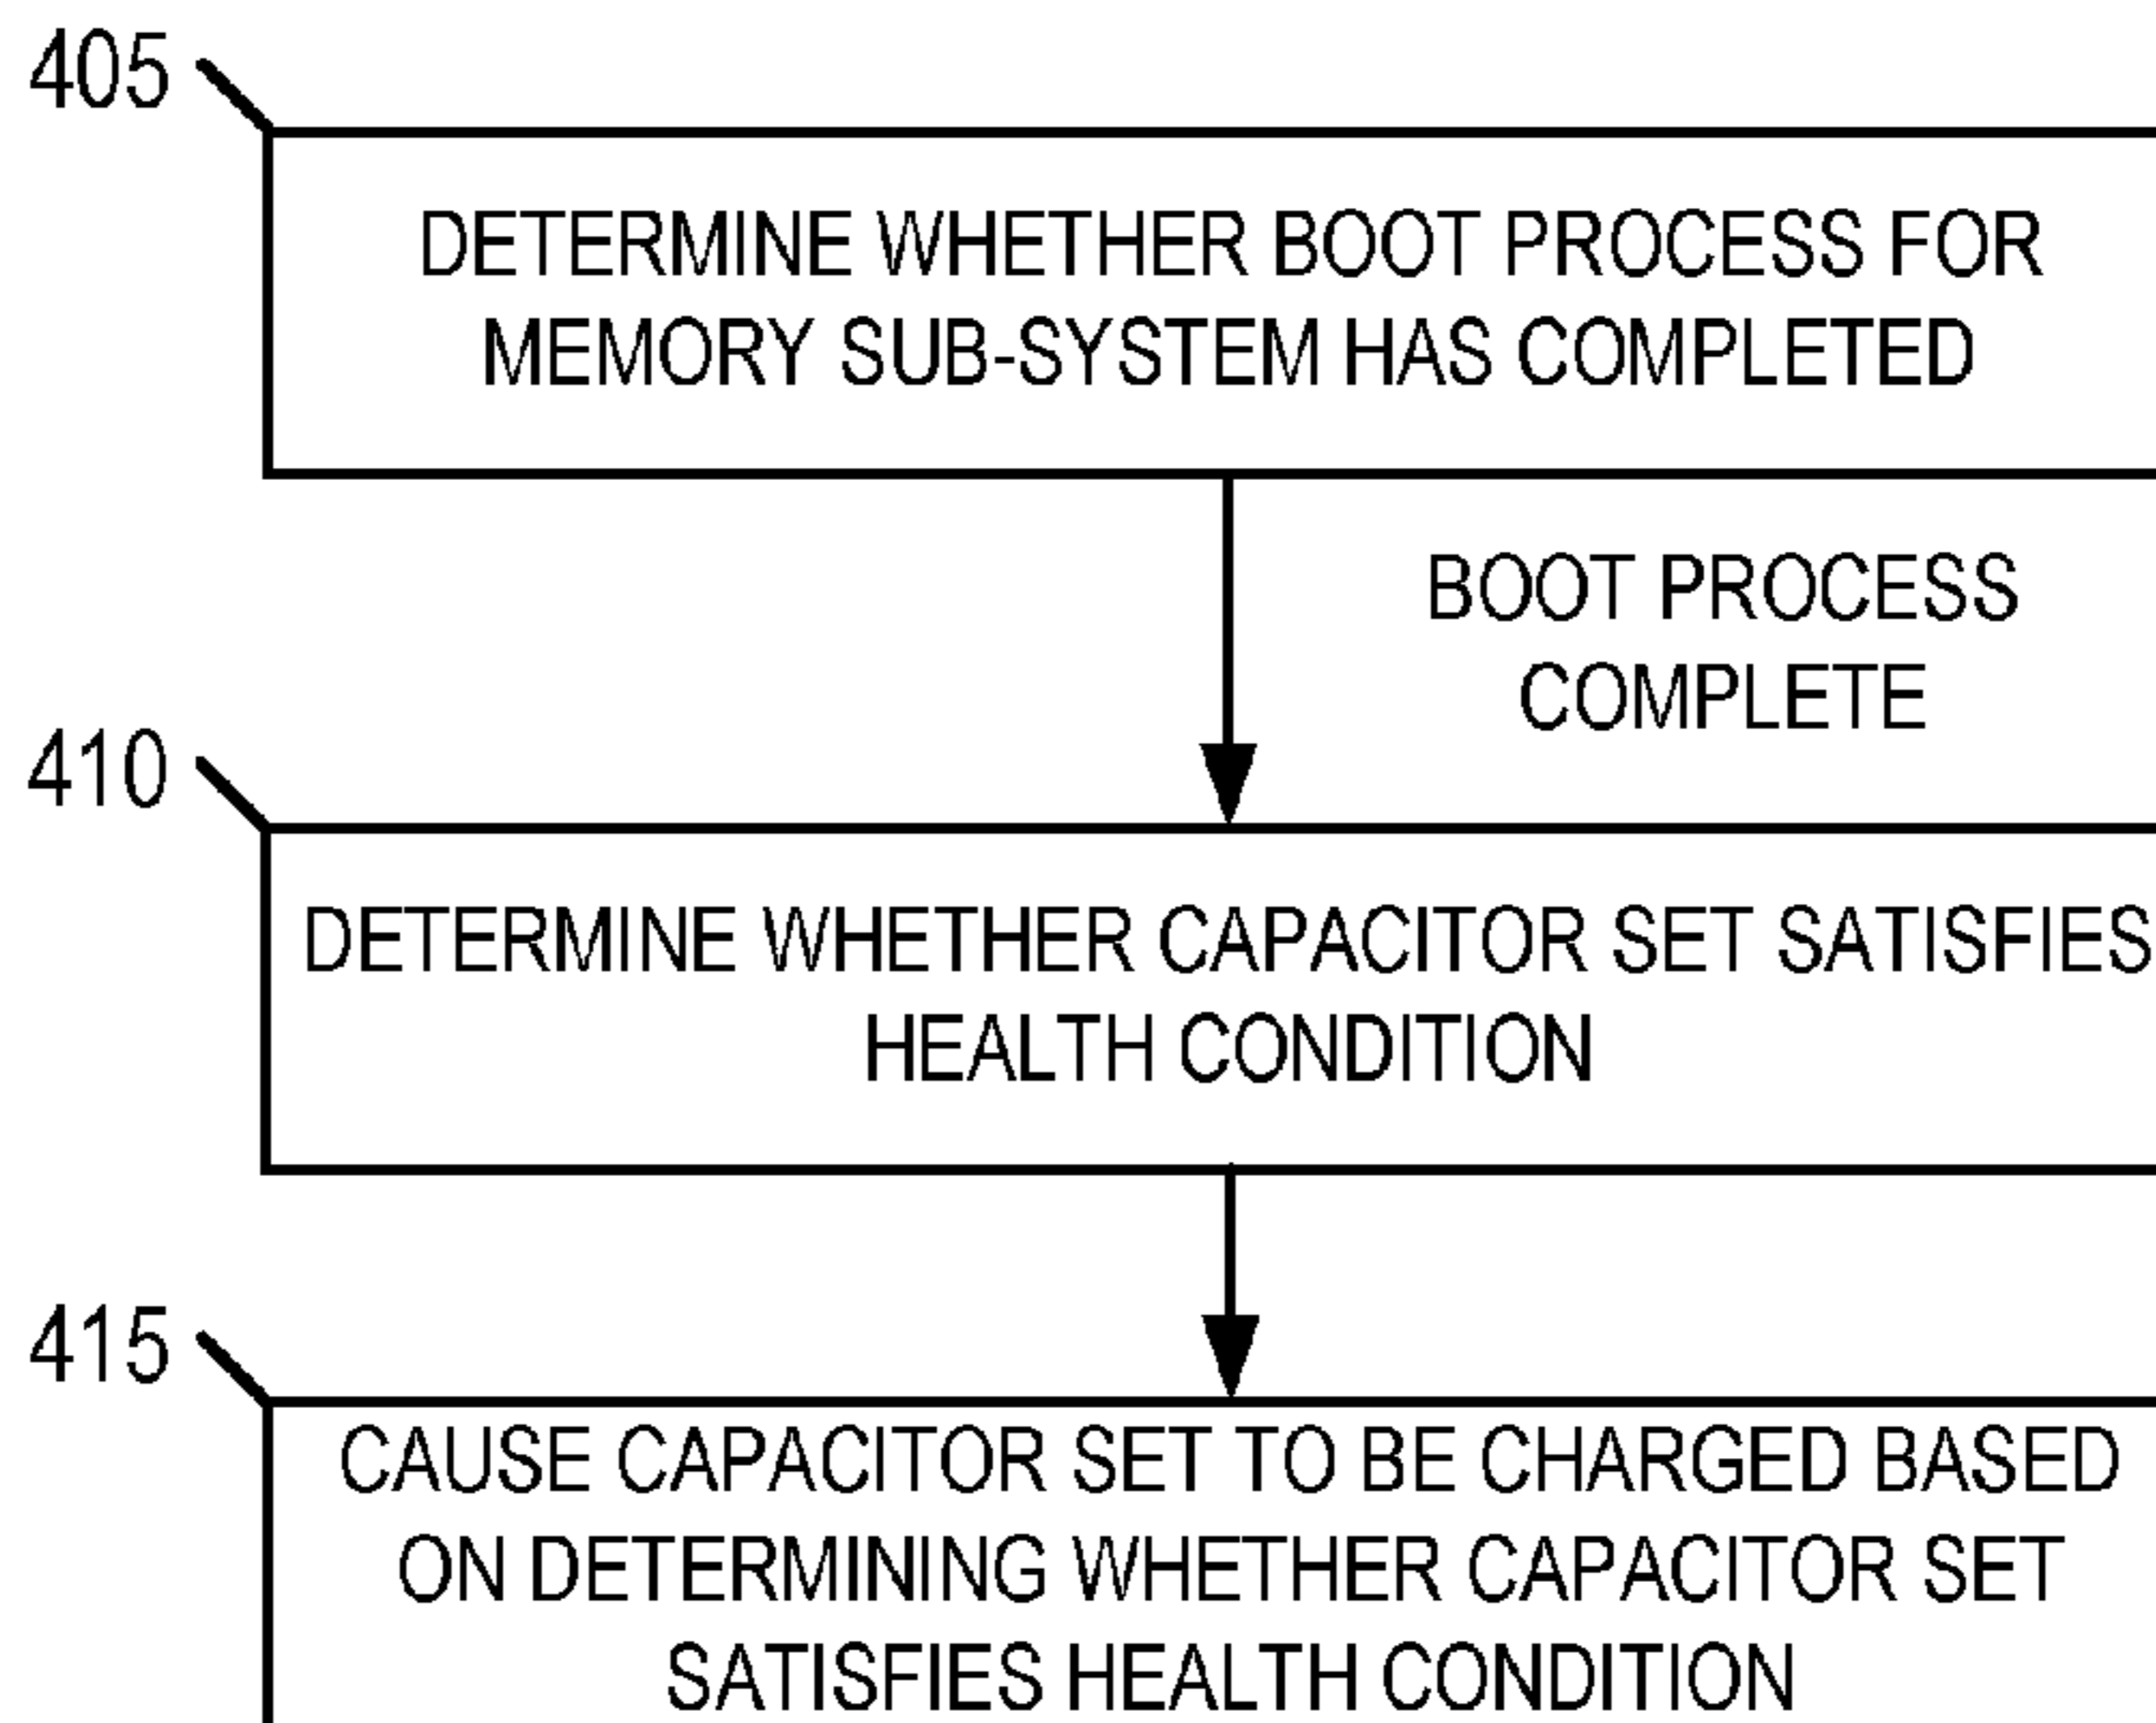 405
DETERMINE WHETHER BOOT PROCESS FOR
MEMORY SUB-SYSTEM HAS COMPLETED
BOOT PROCESS
COMPLETE
410
DETERMINE WHETHER CAPACITOR SET SATISFIES
HEALTH CONDITION
415
CAUSE CAPACITOR SET TO BE CHARGED BASED
ON DETERMINING WHETHER CAPACITOR SET
SATISFIES HEALTH CONDITION